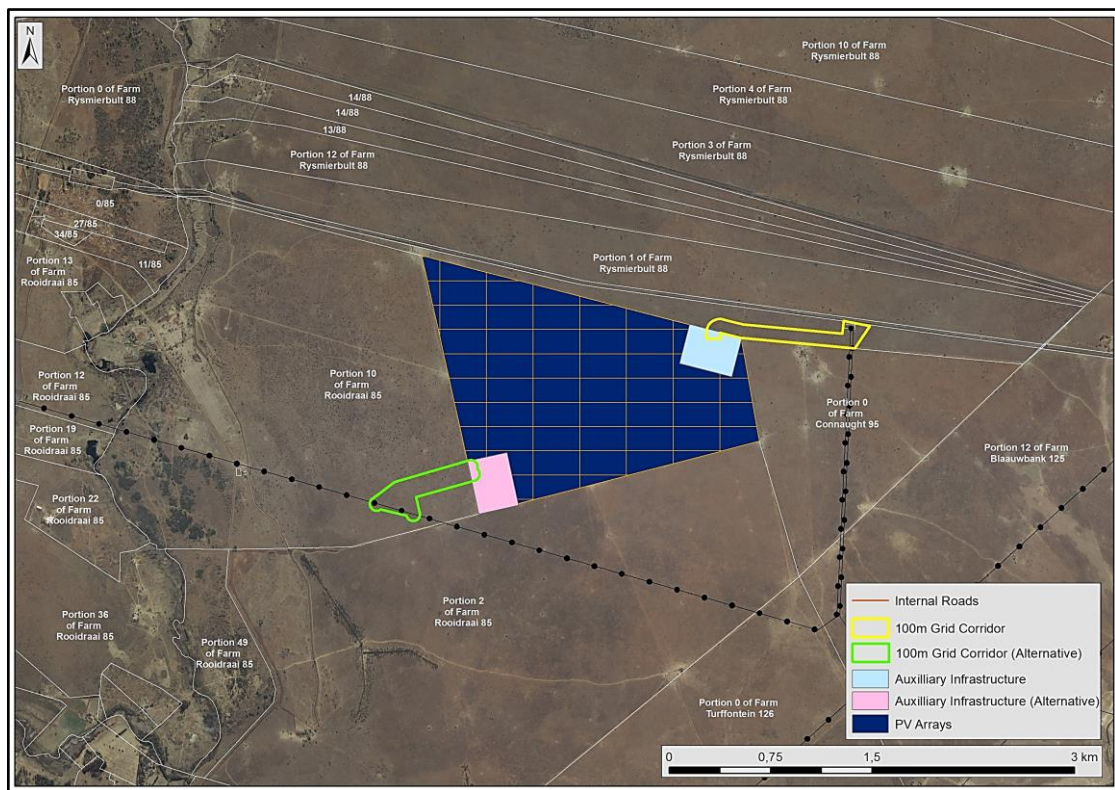 N
Portion 10 of Farm
Rysmierbult 88
Portion 0 of Farm
Rysmierbult 88
Portion 4 of Farm
Rysmierbult 88
14/88
14/88
13/88
Portion 3 of Farm
Rysmierbult 88
Portion 12 of Farm
Rysmierbult 88
0/85
27/85
34/85
11/85
Portion 13
of Farm
Rooidraai 85
Portion 1 of Farm
Rysmierbult 88
Portion 12
of Farm
Rooidraai 85
Portion 10
of Farm
Rooidraai 85
Portion 0
of Farm
Connaught 95
Portion 19
of Farm
Rooidraai 85
Portion 12 of Farm
Blaauwbank 125
Portion 22
of Farm
Rooidraai 85
Portion 2
of Farm
Rooidraai 85
Portion 36
of Farm
Rooidraai 85
Portion 49
of Farm
Rooidraai 85
Portion 0 of Farm
Turffontein 126
Internal Roads
100m Grid Corridor
100m Grid Corridor (Alternative)
Auxilliary Infrastructure
Auxilliary Infrastructure (Alternative)
PV Arrays
0 0,75 1,5 3 km